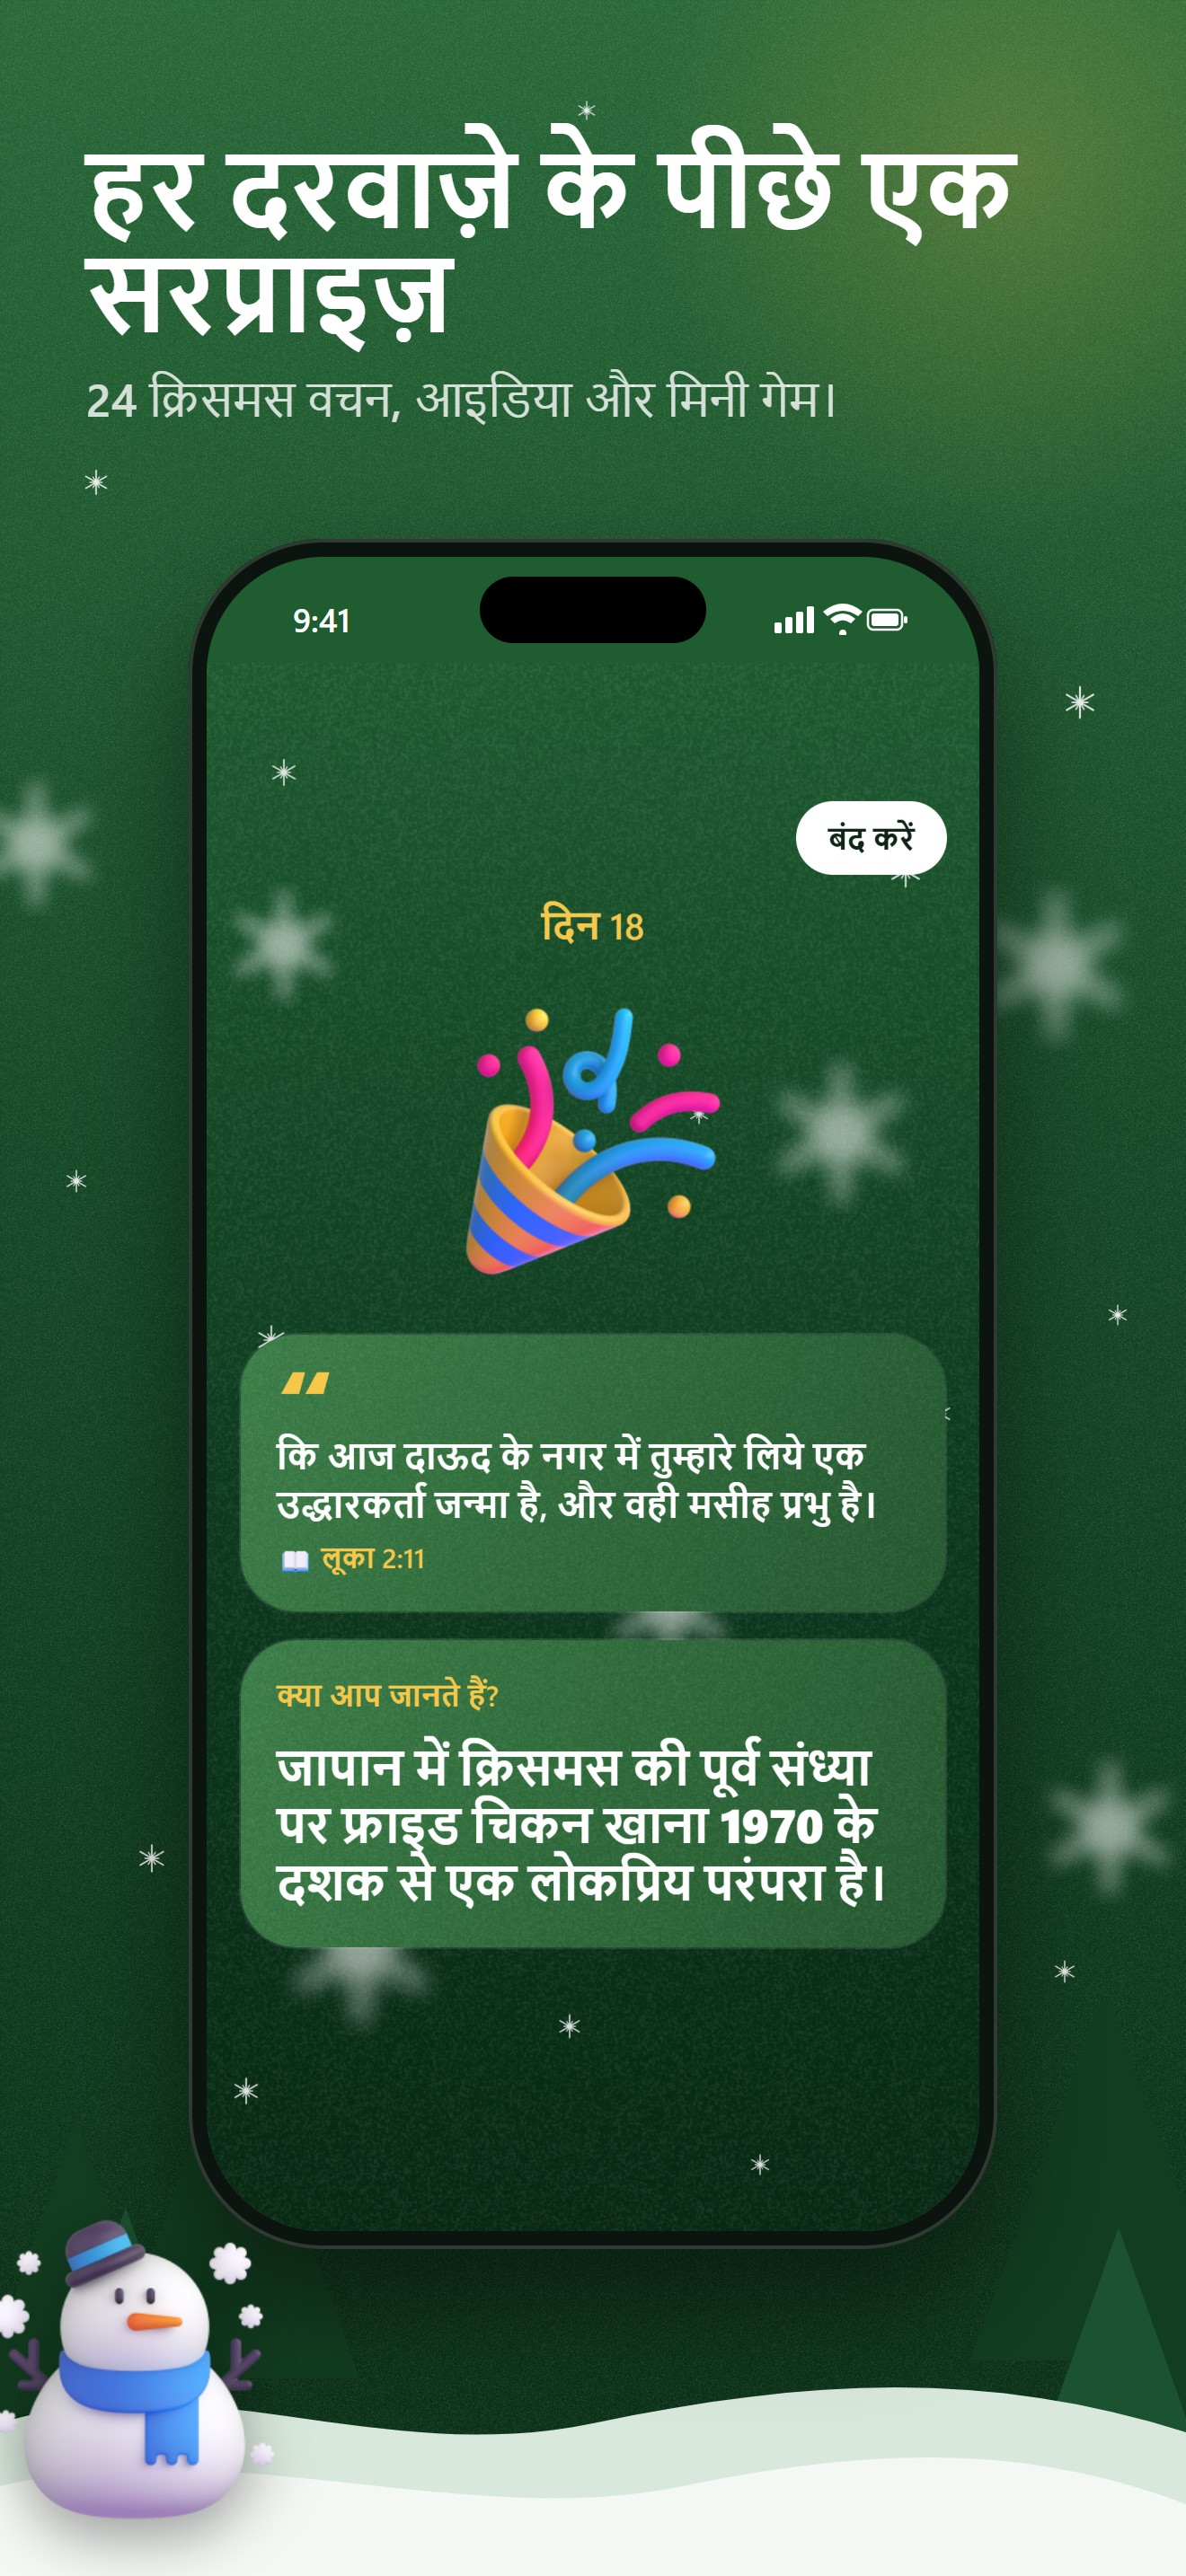 हर दरवाज़े के पीछे एक
सरप्राइज़
24 क्रिसमस वचन, आइडिया और मिनी गेम।
9:41
बंद करें
दिन 18
"
कि आज दाऊद के नगर में तुम्हारे लिये एक
उद्धारकर्ता जन्मा है, और वही मसीह प्रभु है।
📖 लूका 2:11
क्या आप जानते हैं?
जापान में क्रिसमस की पूर्व संध्या
पर फ्राइड चिकन खाना 1970 के
दशक से एक लोकप्रिय परंपरा है।